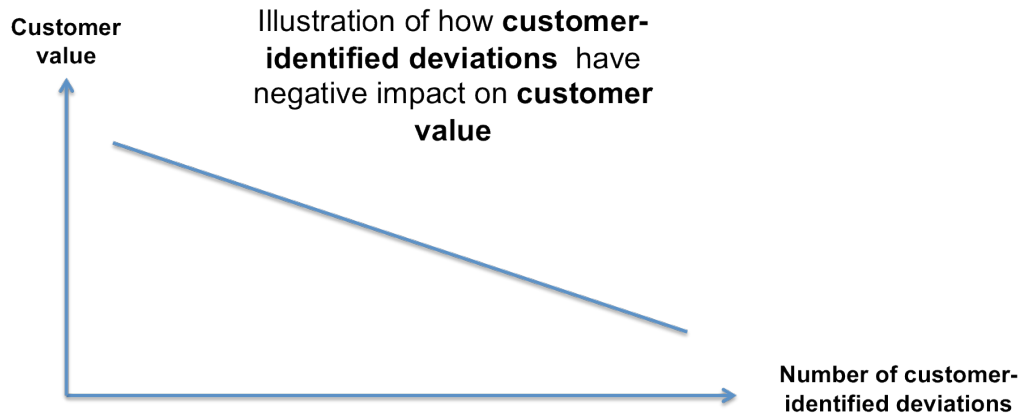 Customer
value
Illustration of how customer-
identified deviations  have
negative impact on customer
value
Number of customer-
identified deviations